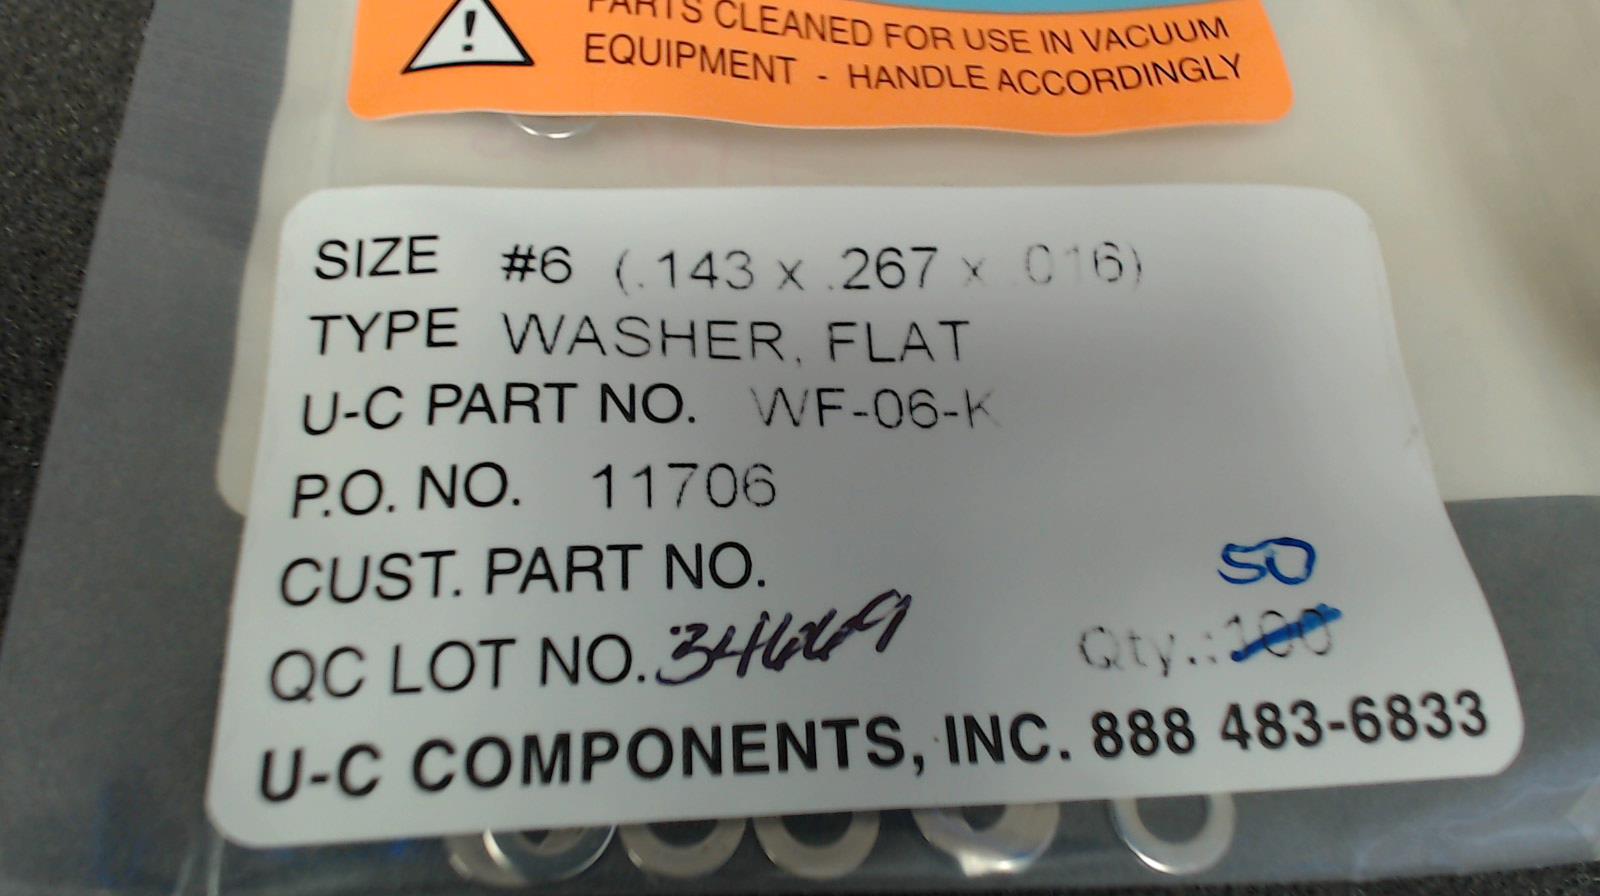 !
PARTS CLEANED FOR USE IN VACUUM
EQUIPMENT - HANDLE ACCORDINGLY
SIZE #6 (.143 x .267 x .016)
TYPE WASHER, FLAT
U-C PART NO. WF-06-K
P.O. NO. 11706
CUST. PART NO.
50
QC LOT NO. 34669 Qty.: 100
U-C COMPONENTS, INC. 888 483-6833